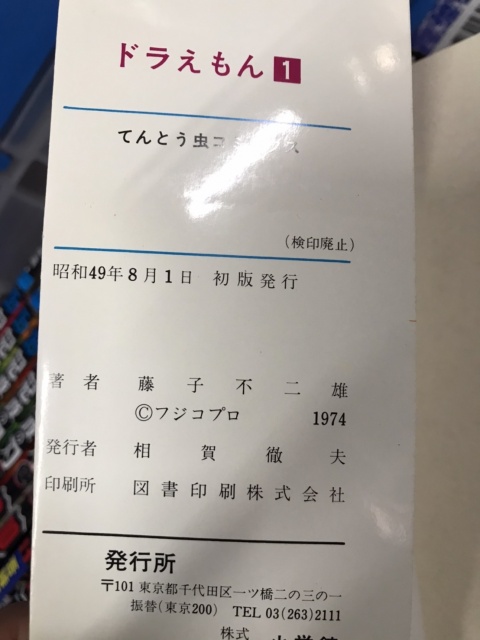 ドラえもん 1
てんとう虫コ
（検印廃止）
昭和49年8月1日 初版発行
著者 藤子不二雄
©フジコプロ 1974
発行者 相賀徹夫
印刷所 図書印刷株式会社
発行所
〒101 東京都千代田区一ツ橋二の三の一
振替(東京200) TEL 03(263)2111
株式